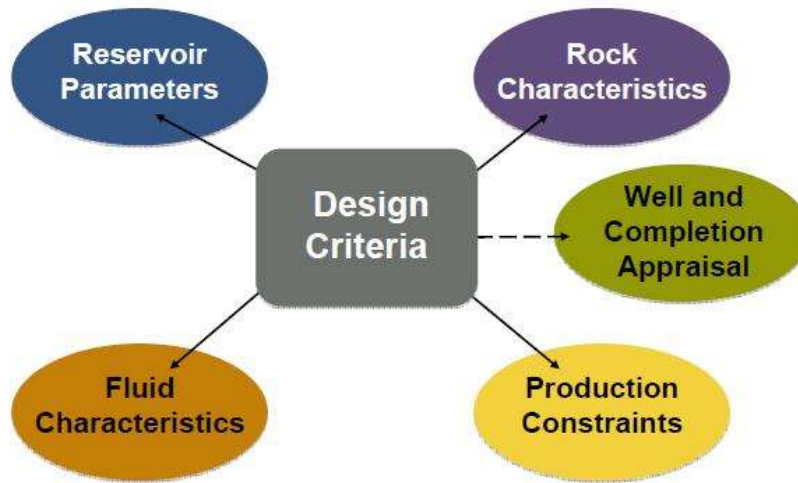 Reservoir
Parameters
Rock
Characteristics
Design
Criteria
Well and
Completion
Appraisal
Fluid
Characteristics
Production
Constraints